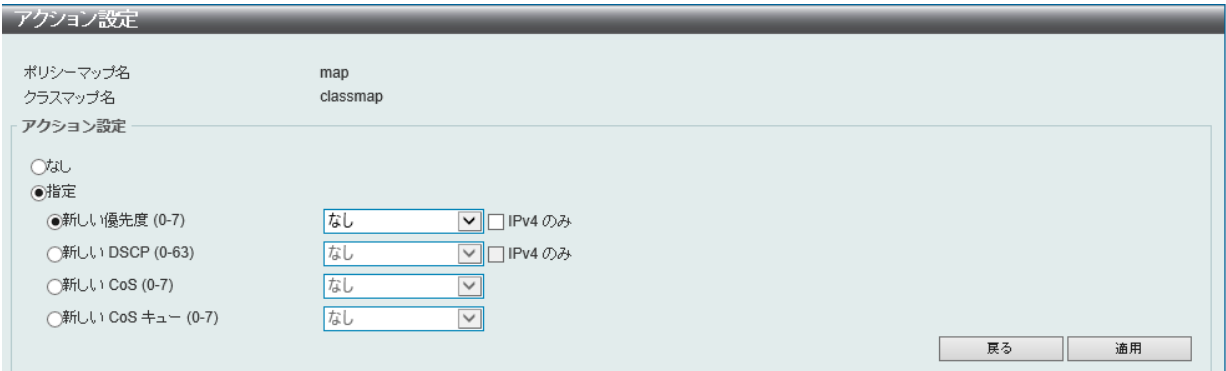 アクション設定
ポリシーマップ名 map
クラスマップ名 classmap
アクション設定
なし
指定
新しい優先度 (0-7) なし IPv4 のみ
新しい DSCP (0-63) なし IPv4 のみ
新しい CoS (0-7) なし
新しい CoS キュー (0-7) なし
戻る 適用